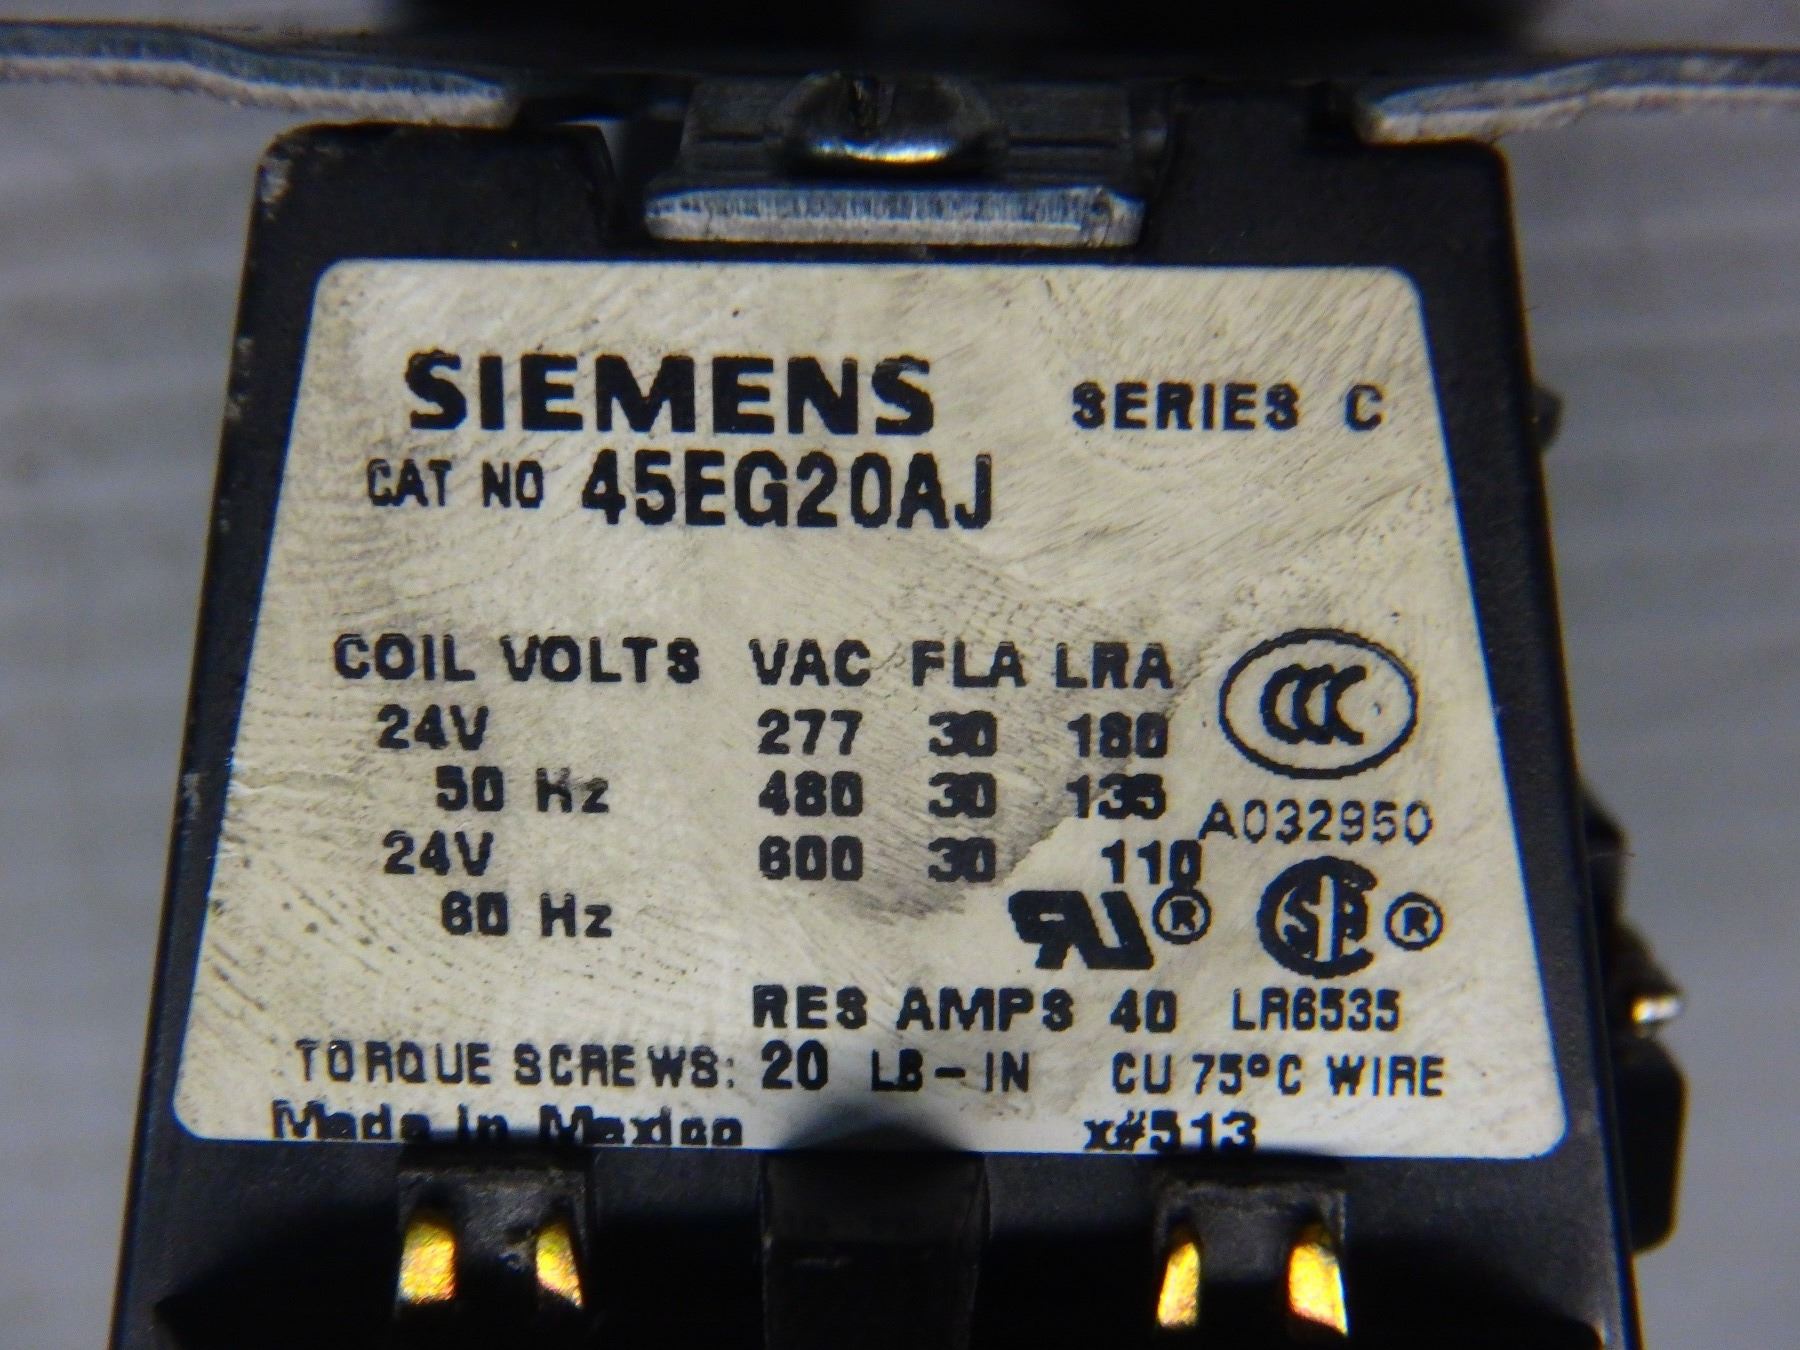 SIEMENS SERIES C
CAT NO 45EG20AJ
COIL VOLTS VAC FLA LRA
24V 277 30 180
50 Hz 480 30 135
A032950
24V 600 30 110
60 Hz
RES AMPS 40 LR6535
TORQUE SCREWS: 20 LB-IN CU 75°C WIRE
Made in Mexico x#513